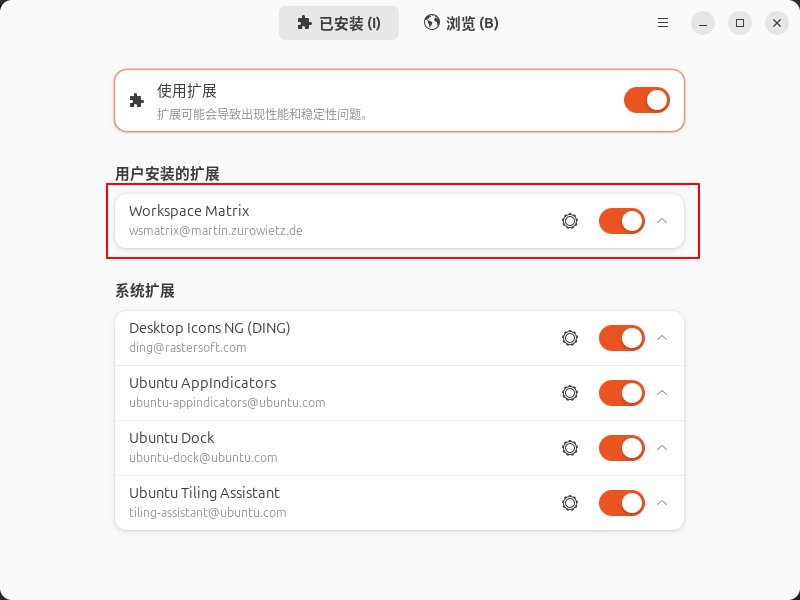 已安装 (I)
浏览 (B)
使用扩展
扩展可能会导致出现性能和稳定性问题。
用户安装的扩展
Workspace Matrix
wsmatrix@martin.zurowietz.de
系统扩展
Desktop Icons NG (DING)
ding@rastersoft.com
Ubuntu AppIndicators
ubuntu-appindicators@ubuntu.com
Ubuntu Dock
ubuntu-dock@ubuntu.com
Ubuntu Tiling Assistant
tiling-assistant@ubuntu.com